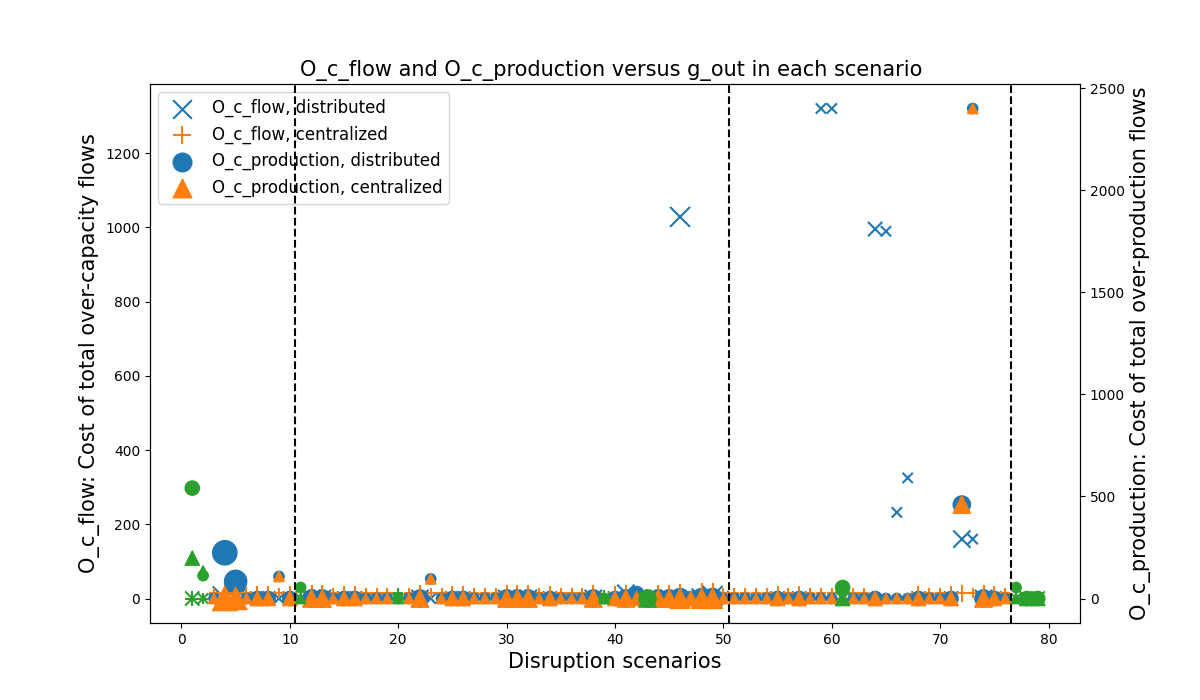 O_c_flow and O_c_production versus g_out in each scenario
O_c_flow, distributed
O_c_flow, centralized
O_c_production, distributed
O_c_production, centralized
O_c_flow: Cost of total over-capacity flows
1200
1000
800
600
400
200
0
2500
2000
1500
1000
500
0
O_c_production: Cost of total over-production flows
0 10 20 30 40 50 60 70 80
Disruption scenarios